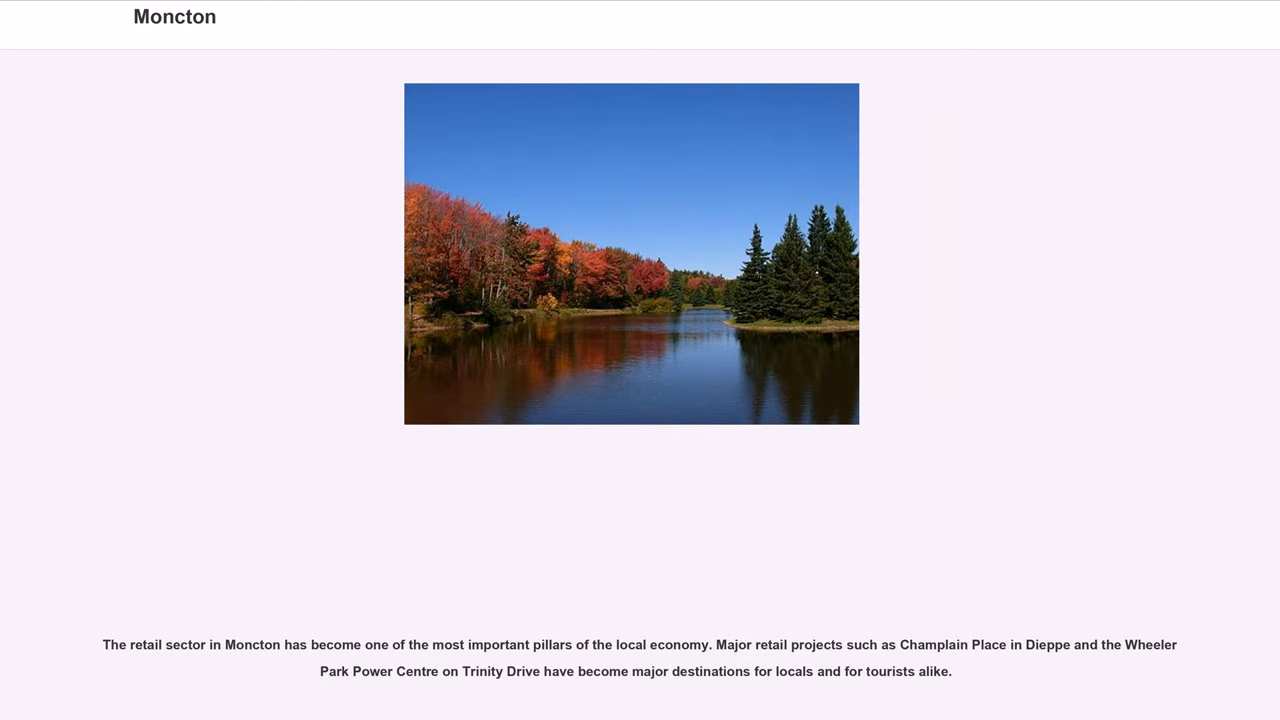 Moncton
The retail sector in Moncton has become one of the most important pillars of the local economy. Major retail projects such as Champlain Place in Dieppe and the Wheeler
Park Power Centre on Trinity Drive have become major destinations for locals and for tourists alike.